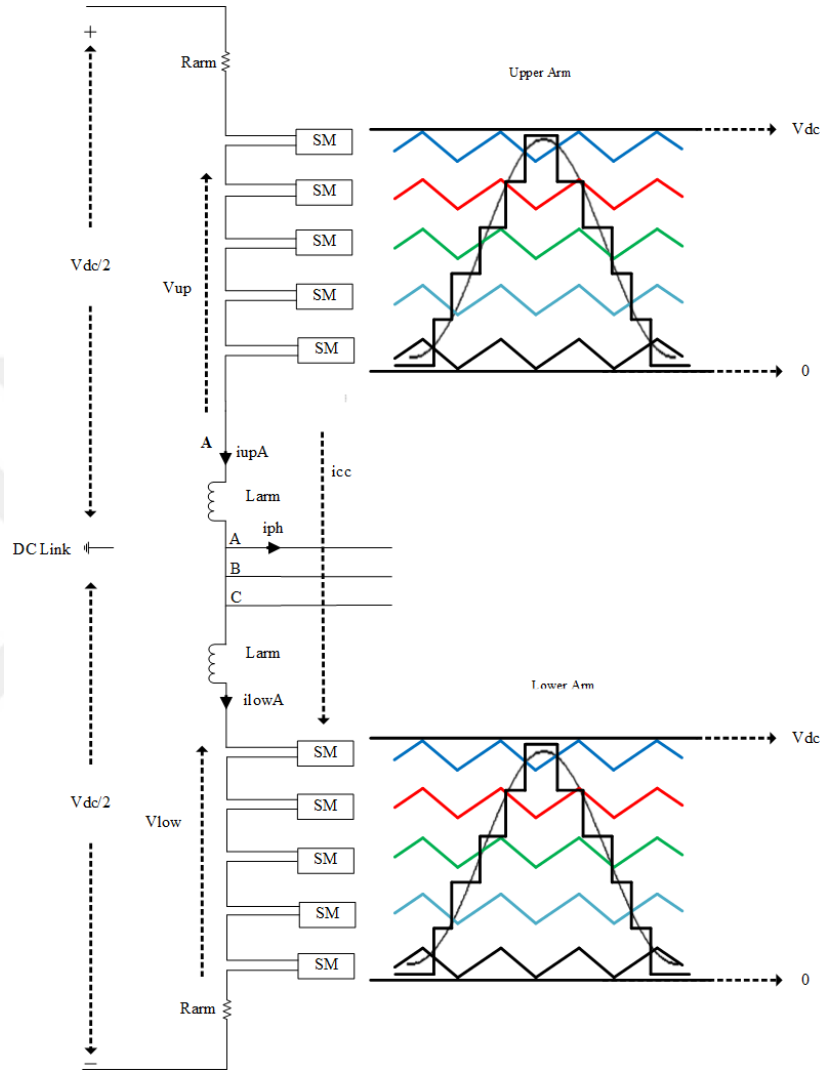 +
Rarm
Upper Arm
Vdc
SM
SM
SM
SM
SM
Vdc/2
Vup
0
A
iupA
icc
Larm
iph
DC Link
A
B
C
Larm
ilowA
Lower Arm
Vdc
SM
SM
SM
SM
SM
Vdc/2
Vlow
0
Rarm
−